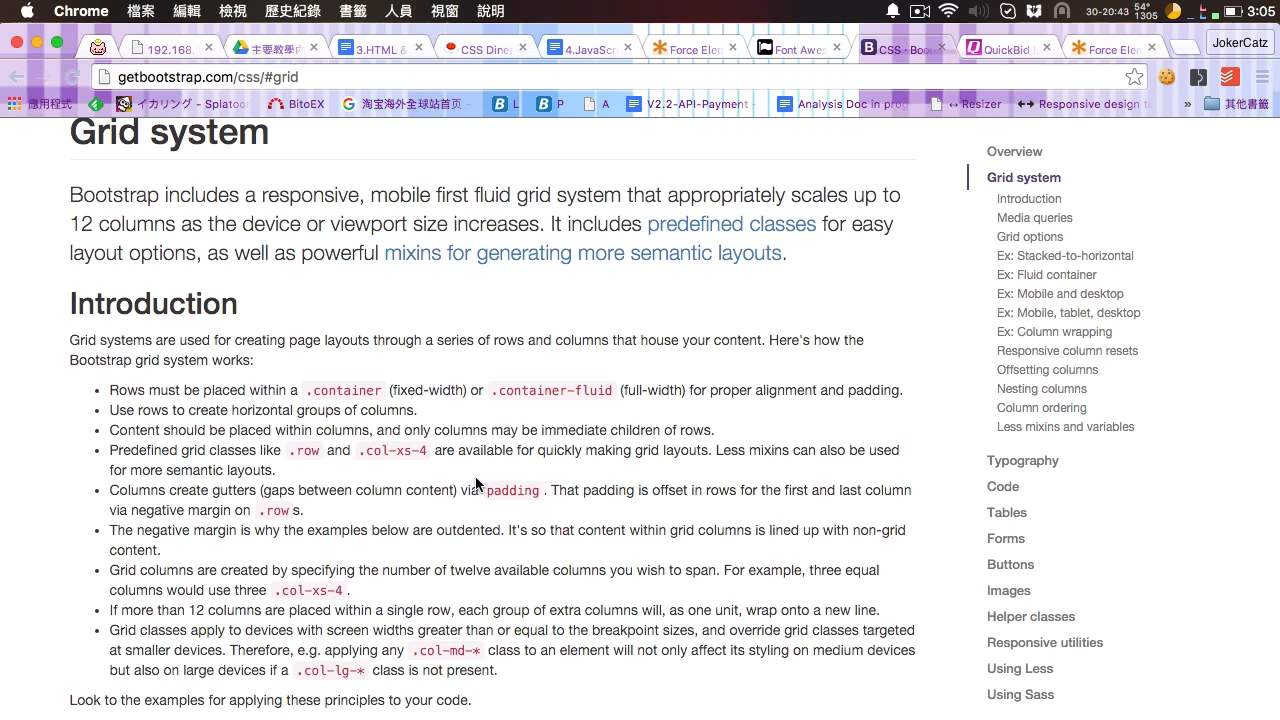 Chrome 檔案 編輯 檢視 歷史紀錄 書籤 人員 視窗 說明 30-20:43 54° 1305 3:05
192.168. 主要教學內 3.HTML & CSS Dine 4.JavaSc Force Elen Font Awes CSS · Boo QuickBid Force Elen JokerCatz
getbootstrap.com/css/#grid
應用程式 イカリング - Splatoo BitoEX 淘宝海外全球站首页 - L P A V2.2-API-Payment Analysis Doc in prog ↔ Resizer Responsive design t » 其他書籤
Grid system
Bootstrap includes a responsive, mobile first fluid grid system that appropriately scales up to
12 columns as the device or viewport size increases. It includes predefined classes for easy
layout options, as well as powerful mixins for generating more semantic layouts.
Introduction
Grid systems are used for creating page layouts through a series of rows and columns that house your content. Here's how the
Bootstrap grid system works:
• Rows must be placed within a .container (fixed-width) or .container-fluid (full-width) for proper alignment and padding.
• Use rows to create horizontal groups of columns.
• Content should be placed within columns, and only columns may be immediate children of rows.
• Predefined grid classes like .row and .col-xs-4 are available for quickly making grid layouts. Less mixins can also be used
for more semantic layouts.
• Columns create gutters (gaps between column content) via padding . That padding is offset in rows for the first and last column
via negative margin on .row s.
• The negative margin is why the examples below are outdented. It's so that content within grid columns is lined up with non-grid
content.
• Grid columns are created by specifying the number of twelve available columns you wish to span. For example, three equal
columns would use three .col-xs-4 .
• If more than 12 columns are placed within a single row, each group of extra columns will, as one unit, wrap onto a new line.
• Grid classes apply to devices with screen widths greater than or equal to the breakpoint sizes, and override grid classes targeted
at smaller devices. Therefore, e.g. applying any .col-md-* class to an element will not only affect its styling on medium devices
but also on large devices if a .col-lg-* class is not present.
Look to the examples for applying these principles to your code.
Overview
Grid system
Introduction
Media queries
Grid options
Ex: Stacked-to-horizontal
Ex: Fluid container
Ex: Mobile and desktop
Ex: Mobile, tablet, desktop
Ex: Column wrapping
Responsive column resets
Offsetting columns
Nesting columns
Column ordering
Less mixins and variables
Typography
Code
Tables
Forms
Buttons
Images
Helper classes
Responsive utilities
Using Less
Using Sass